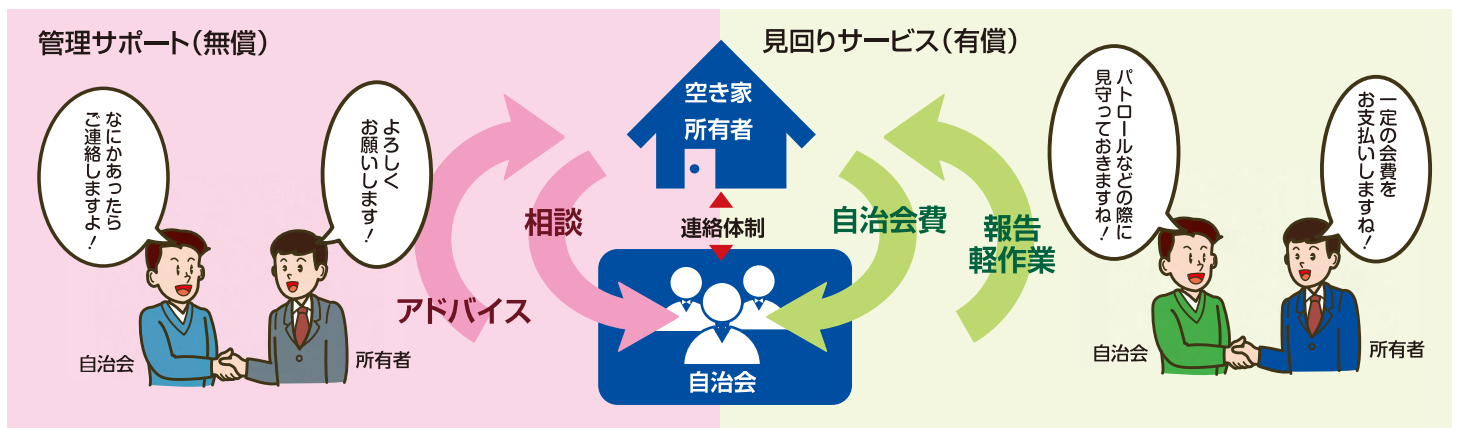 管理サポート（無償）
なにかあったら
ご連絡しますよ！
よろしく
お願いします！
自治会
所有者
相談
アドバイス
空き家
所有者
連絡体制
自治会
見回りサービス（有償）
自治会費
報告
軽作業
パトロールなどの際に
見守っておきますね！
一定の会費を
お支払いしますね！
自治会
所有者